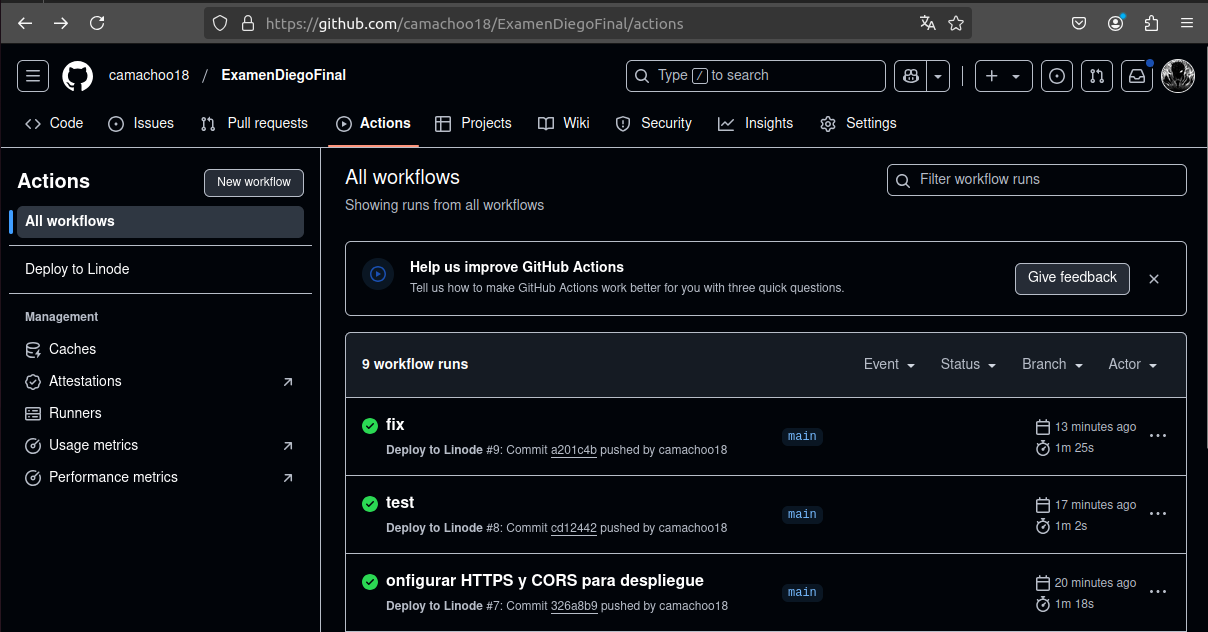 https://github.com/camachoo18/ExamenDiegoFinal/actions
camachoo18 / ExamenDiegoFinal
Type / to search
Code
Issues
Pull requests
Actions
Projects
Wiki
Security
Insights
Settings
Actions
New workflow
All workflows
Deploy to Linode
Management
Caches
Attestations
Runners
Usage metrics
Performance metrics
All workflows
Showing runs from all workflows
Filter workflow runs
Help us improve GitHub Actions
Tell us how to make GitHub Actions work better for you with three quick questions.
Give feedback
9 workflow runs
Event
Status
Branch
Actor
fix
Deploy to Linode #9: Commit a201c4b pushed by camachoo18
main
13 minutes ago
1m 25s
test
Deploy to Linode #8: Commit cd12442 pushed by camachoo18
main
17 minutes ago
1m 2s
onfigurar HTTPS y CORS para despliegue
Deploy to Linode #7: Commit 326a8b9 pushed by camachoo18
main
20 minutes ago
1m 18s